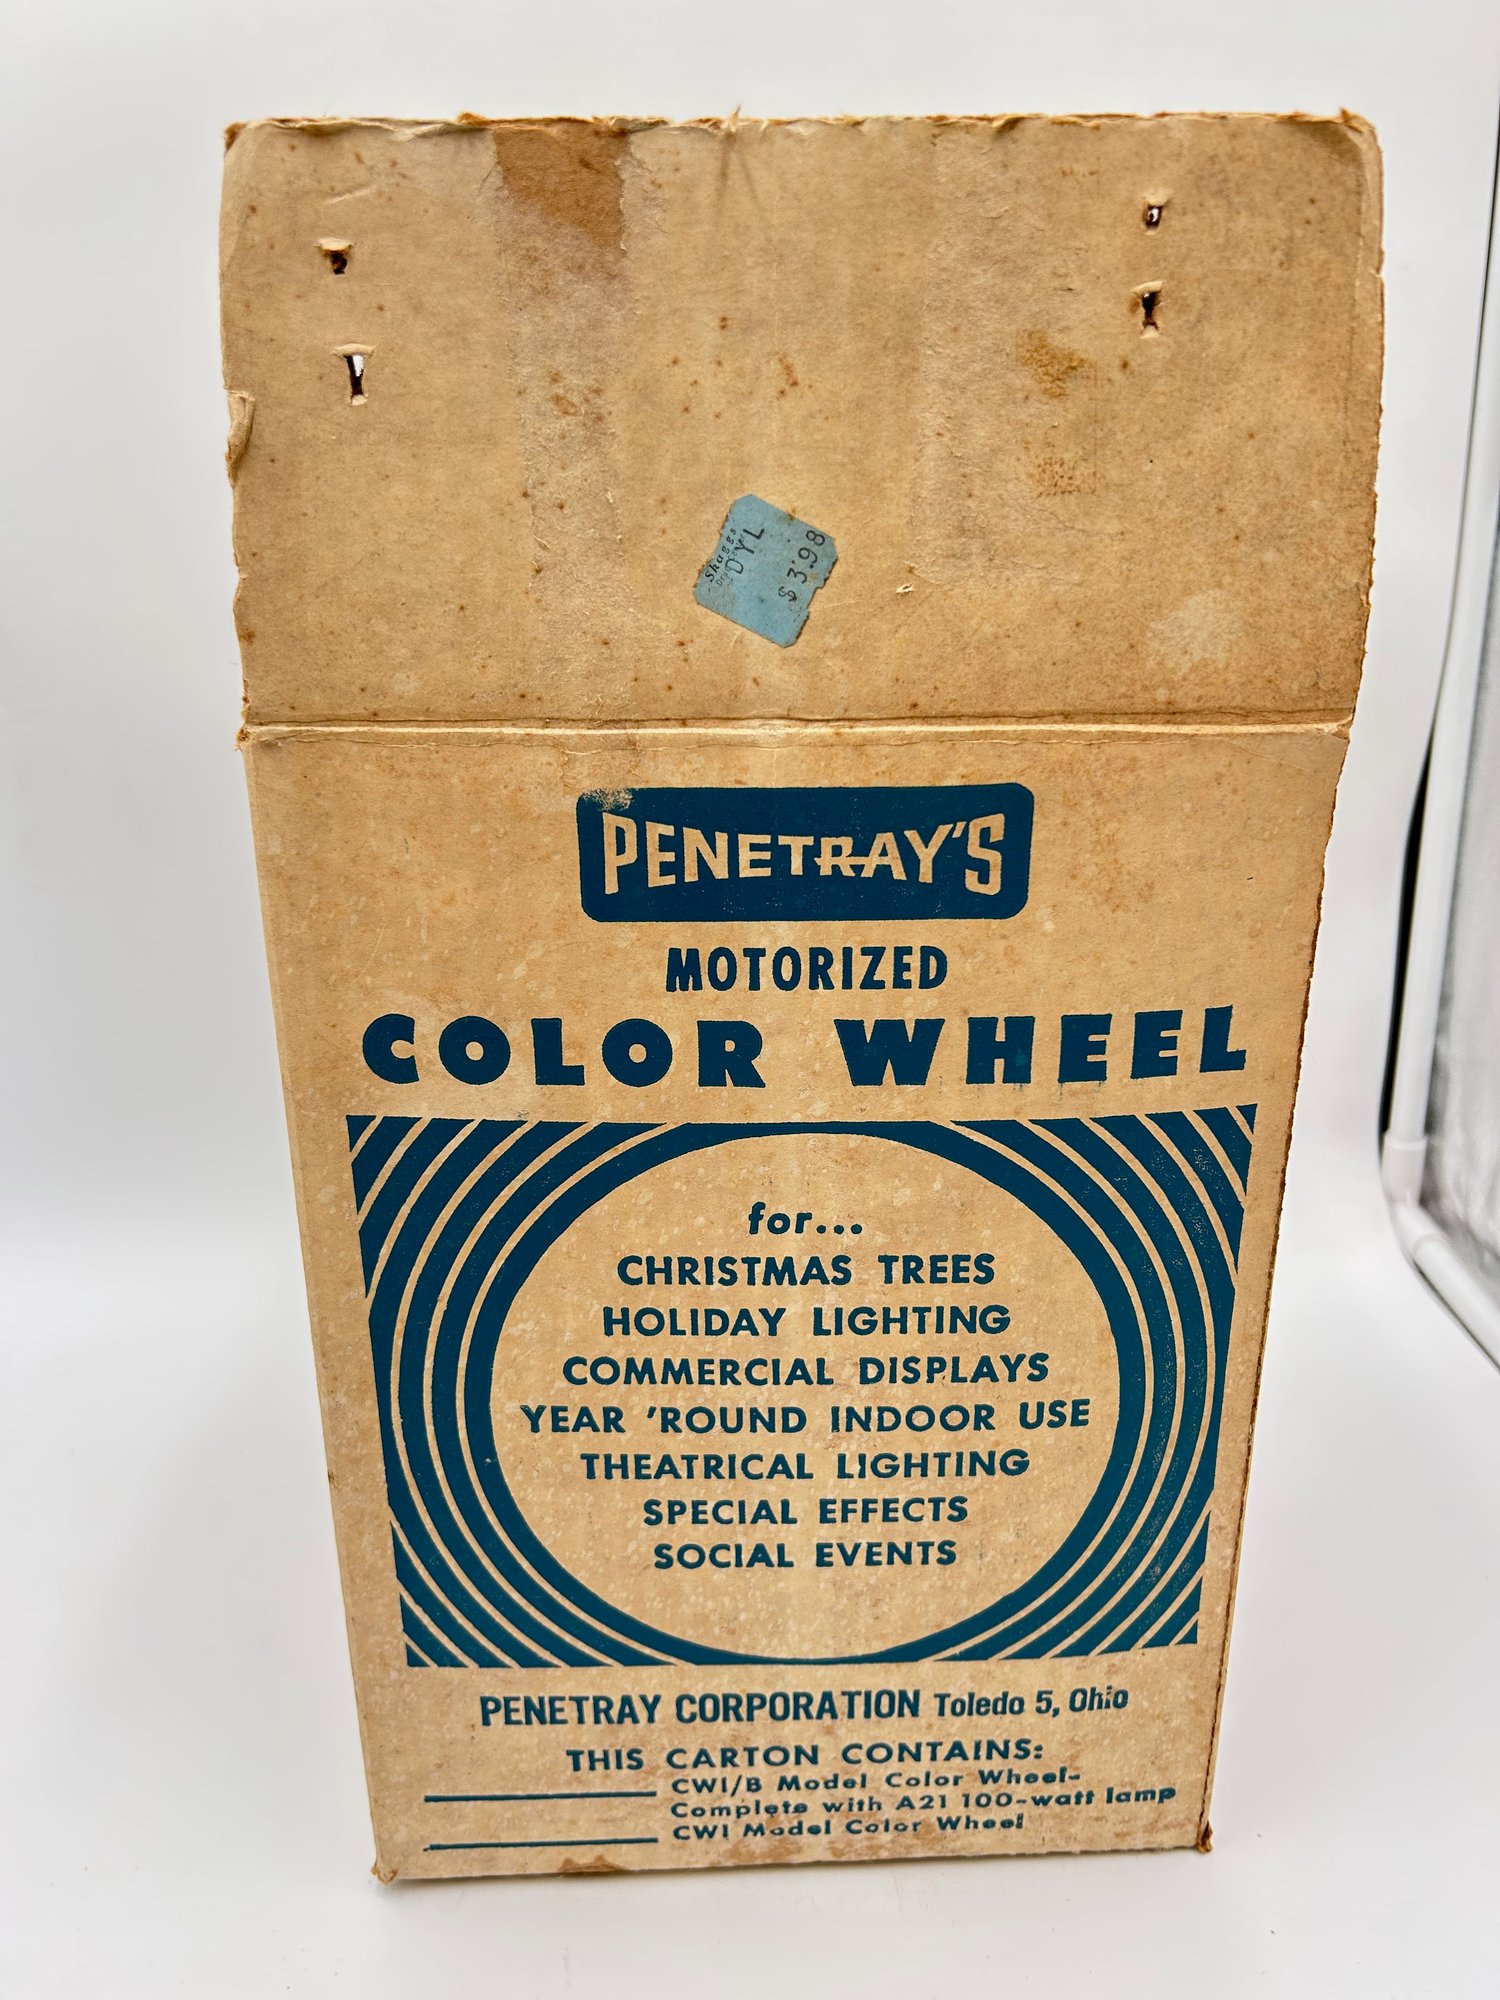 Skaggs
DYL
$3.98
PENETRAY'S
MOTORIZED
COLOR WHEEL
for...
CHRISTMAS TREES
HOLIDAY LIGHTING
COMMERCIAL DISPLAYS
YEAR 'ROUND INDOOR USE
THEATRICAL LIGHTING
SPECIAL EFFECTS
SOCIAL EVENTS
PENETRAY CORPORATION Toledo 5, Ohio
THIS CARTON CONTAINS:
CW1/B Model Color Wheel-
Complete with A21 100-watt lamp
CW1 Model Color Wheel